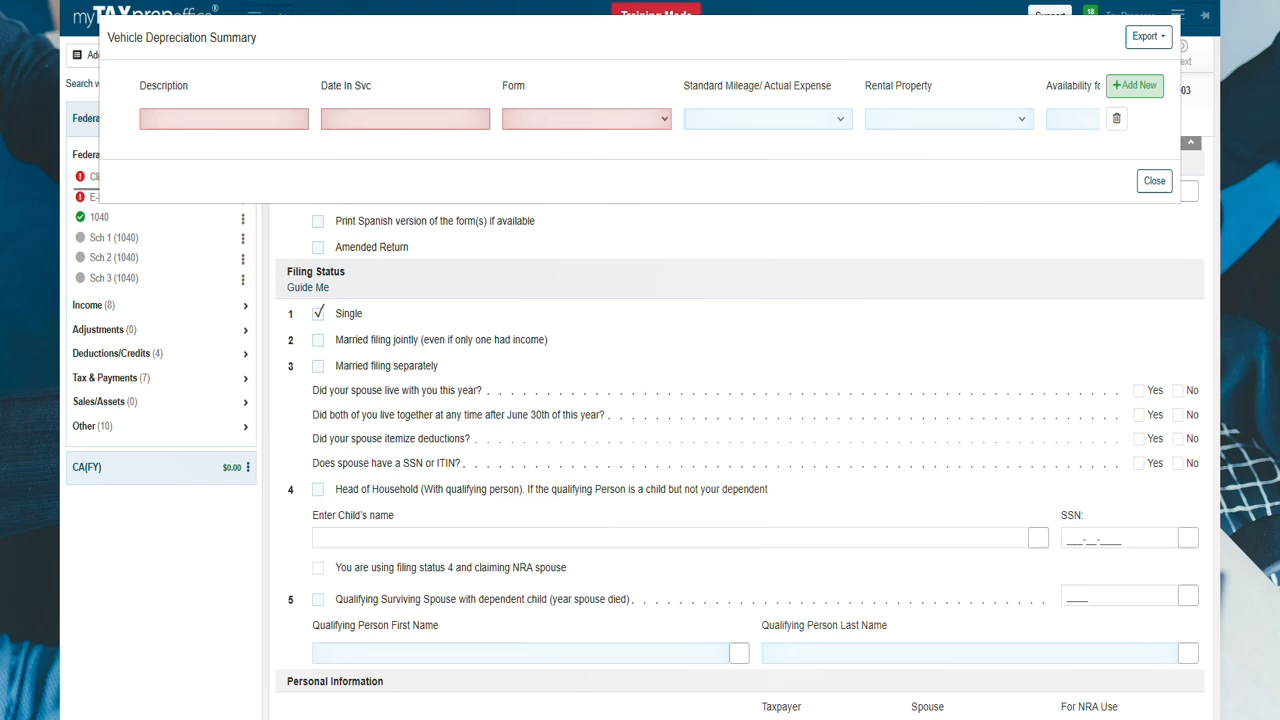 myTAXprepoffice®
Training Mode
Support
18
Vehicle Depreciation Summary
Export
Description
Date In Svc
Form
Standard Mileage/ Actual Expense
Rental Property
Availability fo
+Add New
Close
Search w
Federa
Federa
1040
Sch 1 (1040)
Sch 2 (1040)
Sch 3 (1040)
Income (8)
Adjustments (0)
Deductions/Credits (4)
Tax & Payments (7)
Sales/Assets (0)
Other (10)
CA(FY) $0.00
Print Spanish version of the form(s) if available
Amended Return
Filing Status
Guide Me
1 Single
2 Married filing jointly (even if only one had income)
3 Married filing separately
Did your spouse live with you this year? Yes No
Did both of you live together at any time after June 30th of this year? Yes No
Did your spouse itemize deductions? Yes No
Does spouse have a SSN or ITIN? Yes No
4 Head of Household (With qualifying person). If the qualifying Person is a child but not your dependent
Enter Child's name SSN:
You are using filing status 4 and claiming NRA spouse
5 Qualifying Surviving Spouse with dependent child (year spouse died)
Qualifying Person First Name Qualifying Person Last Name
Personal Information
Taxpayer Spouse For NRA Use